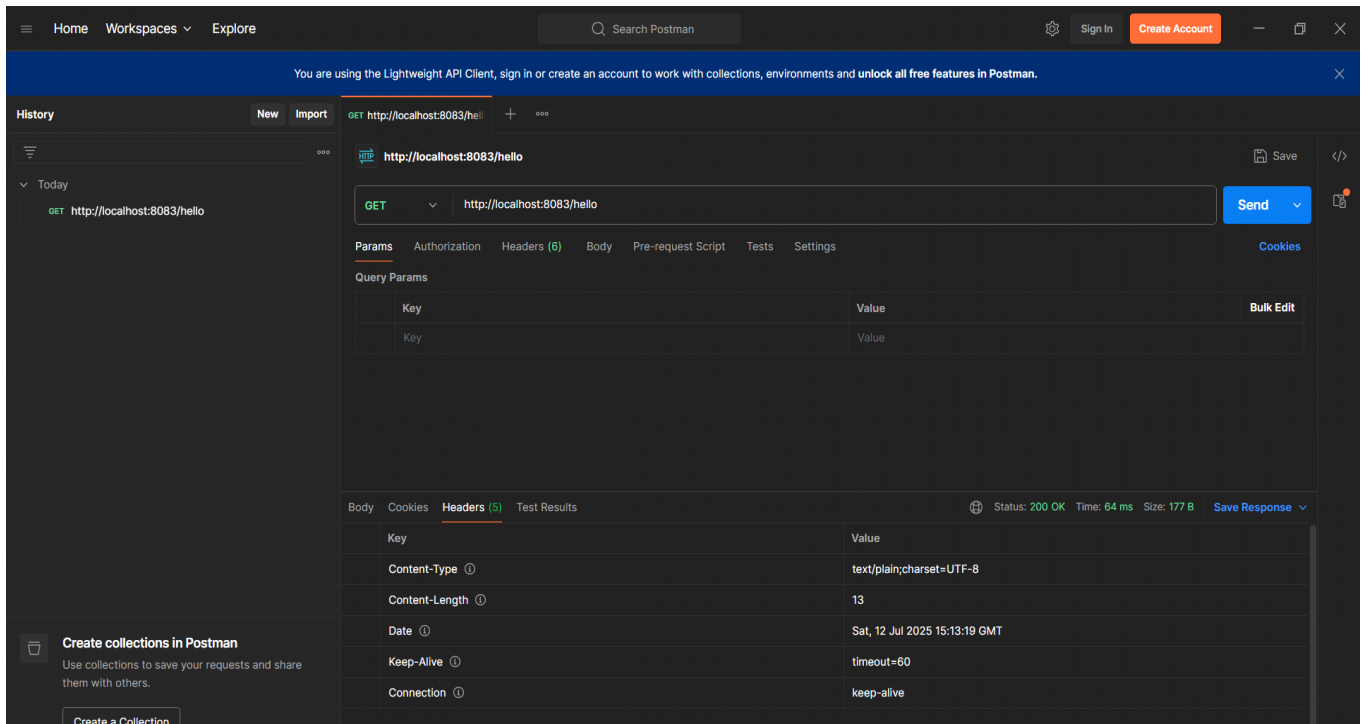 Home Workspaces Explore Search Postman Sign In Create Account
You are using the Lightweight API Client, sign in or create an account to work with collections, environments and unlock all free features in Postman.
History New Import
GET http://localhost:8083/hel
Today
GET http://localhost:8083/hello
HTTP http://localhost:8083/hello Save
GET http://localhost:8083/hello Send
Params Authorization Headers (6) Body Pre-request Script Tests Settings Cookies
Query Params
Key Value Bulk Edit
Key Value
Body Cookies Headers (5) Test Results Status: 200 OK Time: 64 ms Size: 177 B Save Response
Key Value
Content-Type text/plain;charset=UTF-8
Content-Length 13
Date Sat, 12 Jul 2025 15:13:19 GMT
Keep-Alive timeout=60
Connection keep-alive
Create collections in Postman
Use collections to save your requests and share
them with others.
Create a Collection